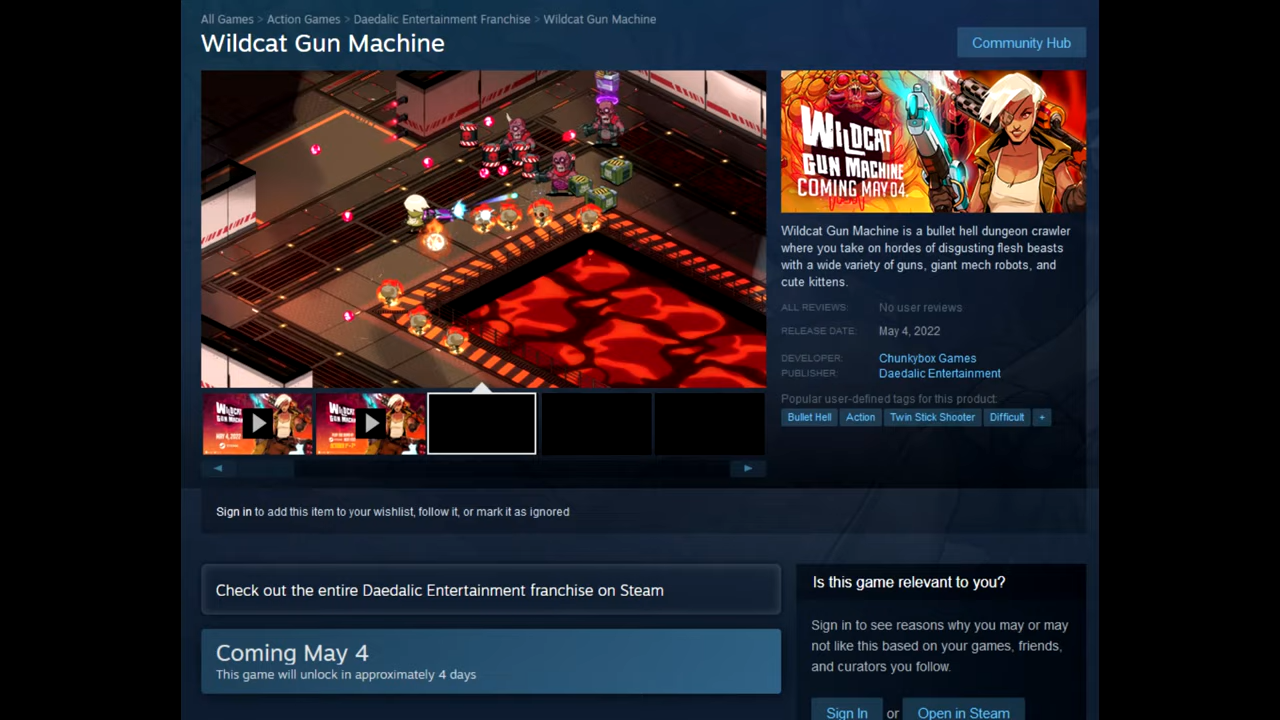 All Games > Action Games > Daedalic Entertainment Franchise > Wildcat Gun Machine
Wildcat Gun Machine
Community Hub
WILDCAT
GUN MACHINE
COMING MAY 04
Wildcat Gun Machine is a bullet hell dungeon crawler
where you take on hordes of disgusting flesh beasts
with a wide variety of guns, giant mech robots, and
cute kittens.
ALL REVIEWS: No user reviews
RELEASE DATE: May 4, 2022
DEVELOPER: Chunkybox Games
PUBLISHER: Daedalic Entertainment
Popular user-defined tags for this product:
Bullet Hell Action Twin Stick Shooter Difficult +
WILDCAT
MAY 4, 2022
WILDCAT
Sign in to add this item to your wishlist, follow it, or mark it as ignored
Check out the entire Daedalic Entertainment franchise on Steam
Coming May 4
This game will unlock in approximately 4 days
Is this game relevant to you?
Sign in to see reasons why you may or may
not like this based on your games, friends,
and curators you follow.
Sign In or Open in Steam